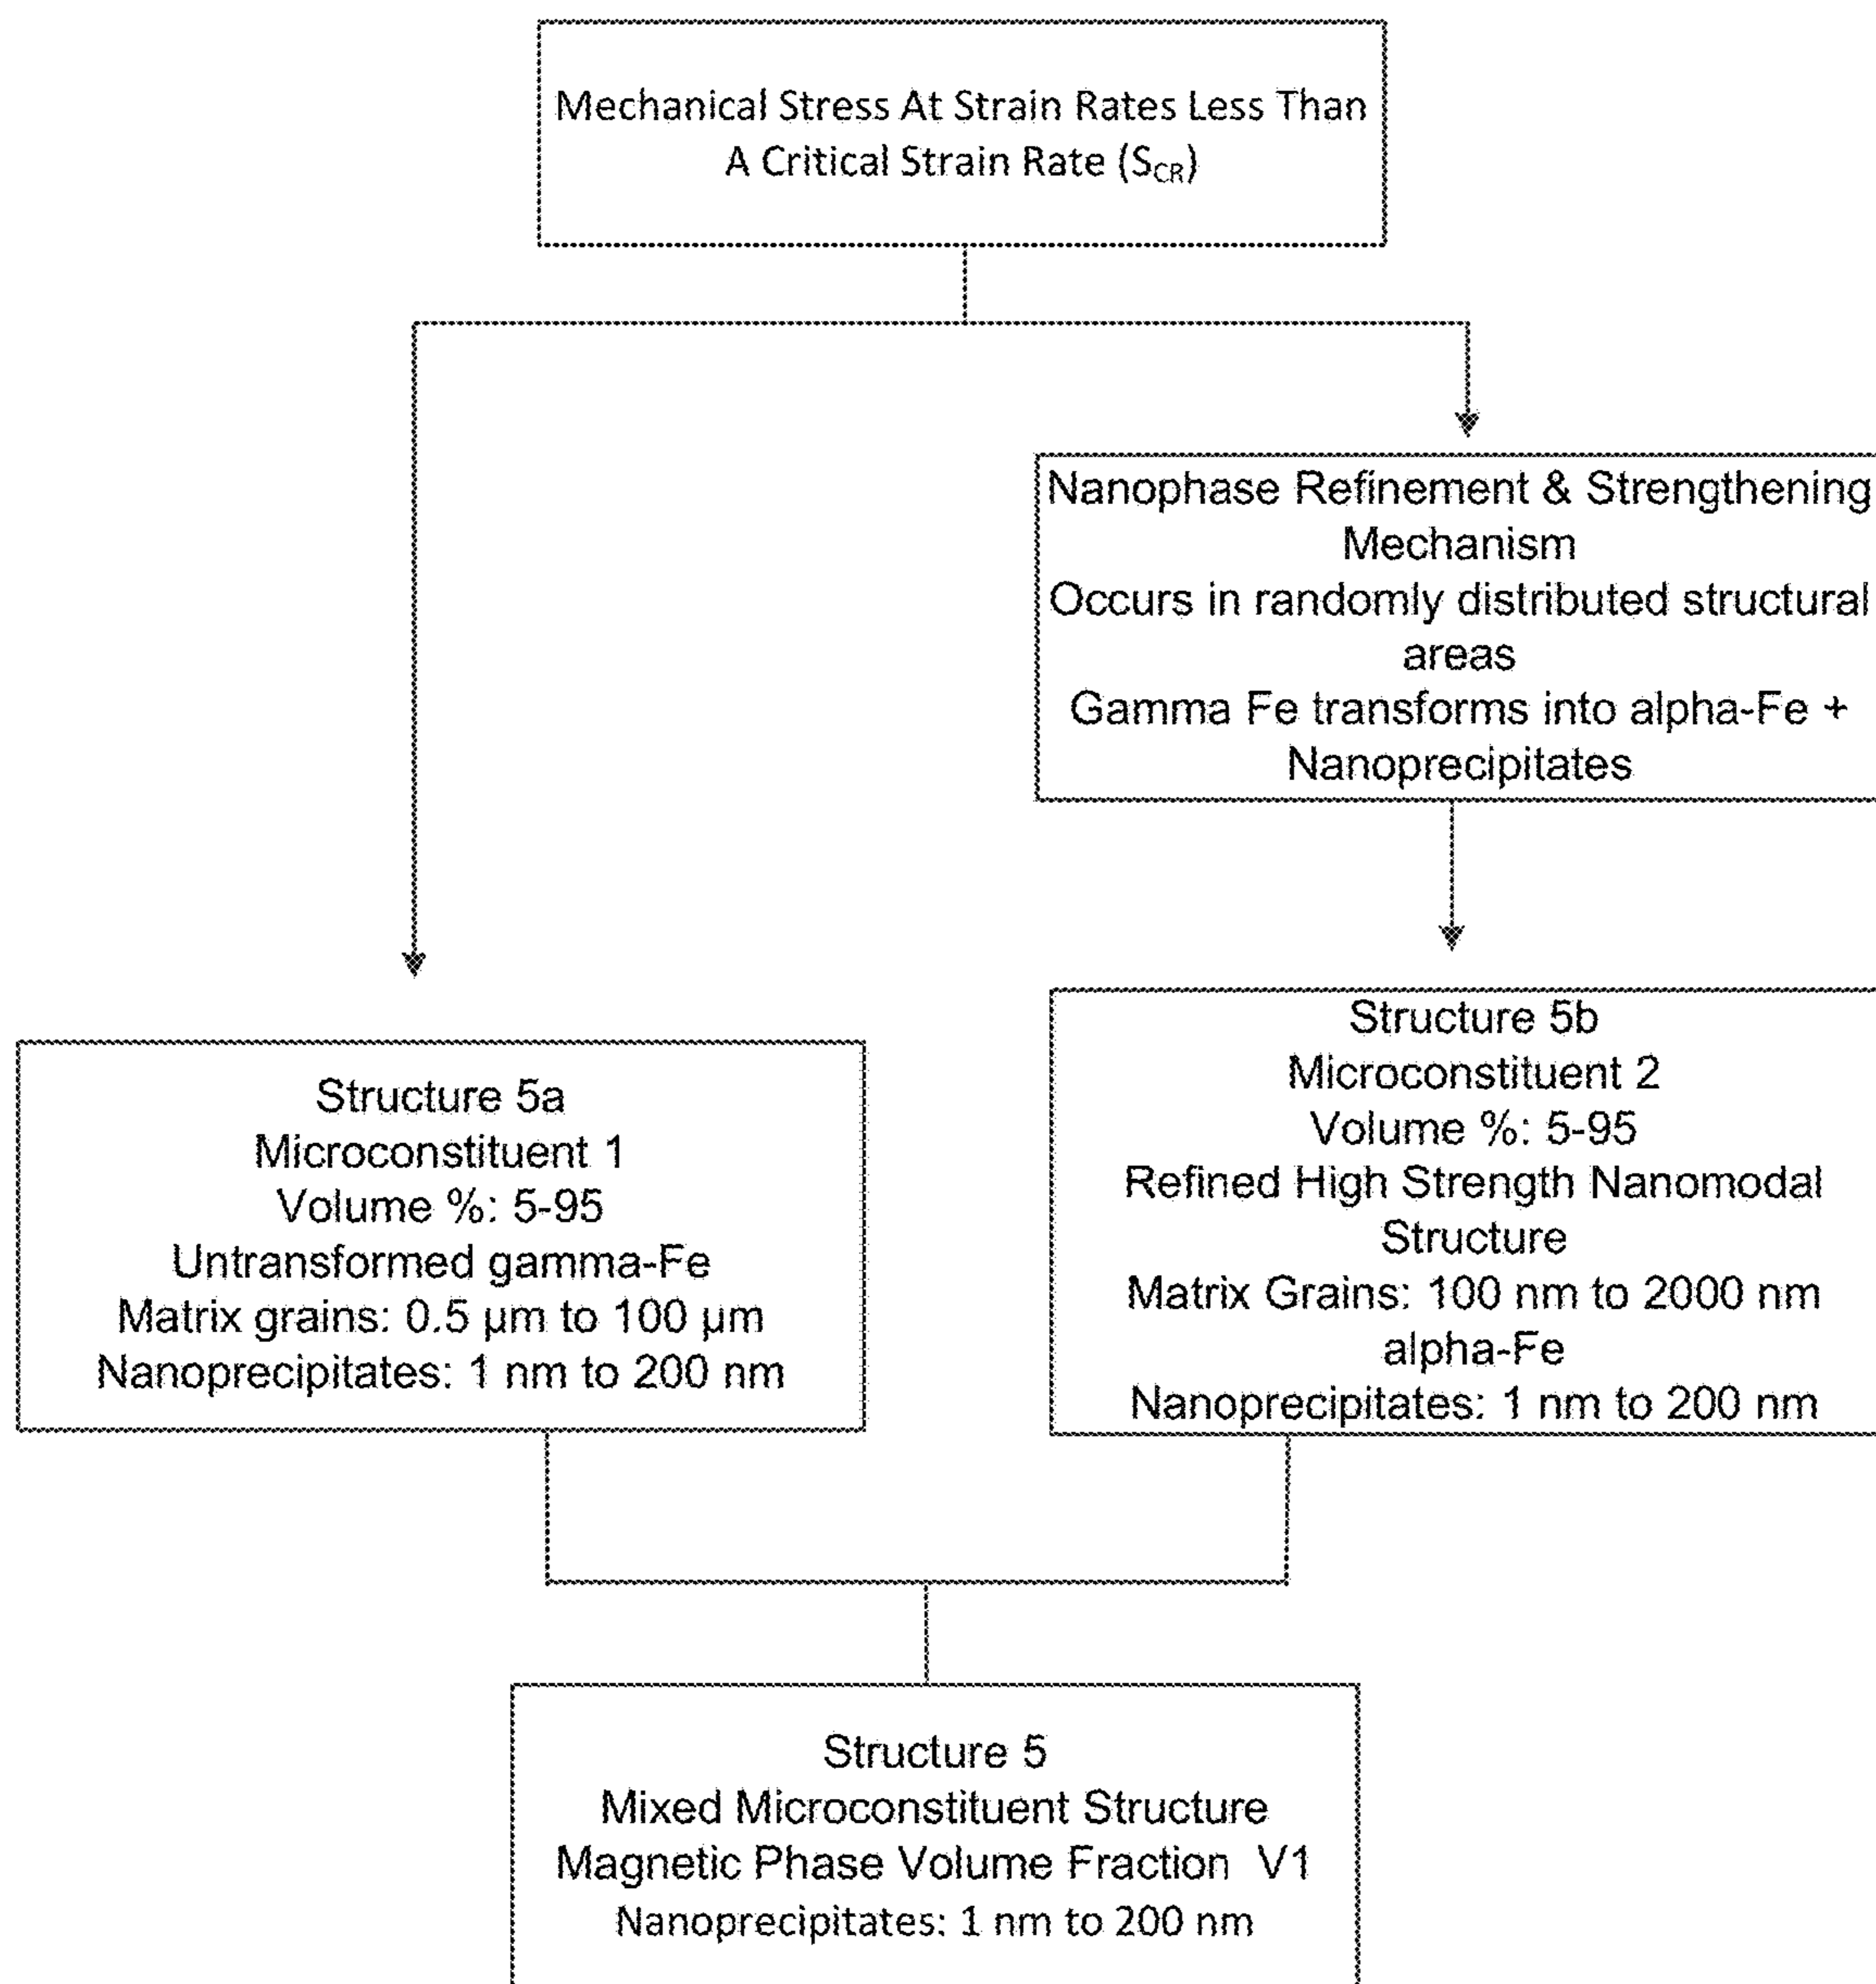 Mechanical Stress At Strain Rates Less Than
A Critical Strain Rate (S_CR)
Nanophase Refinement & Strengthening
Mechanism
Occurs in randomly distributed structural
areas
Gamma Fe transforms into alpha-Fe +
Nanoprecipitates
Structure 5a
Microconstituent 1
Volume %: 5-95
Untransformed gamma-Fe
Matrix grains: 0.5 µm to 100 µm
Nanoprecipitates: 1 nm to 200 nm
Structure 5b
Microconstituent 2
Volume %: 5-95
Refined High Strength Nanomodal
Structure
Matrix Grains: 100 nm to 2000 nm
alpha-Fe
Nanoprecipitates: 1 nm to 200 nm
Structure 5
Mixed Microconstituent Structure
Magnetic Phase Volume Fraction V1
Nanoprecipitates: 1 nm to 200 nm